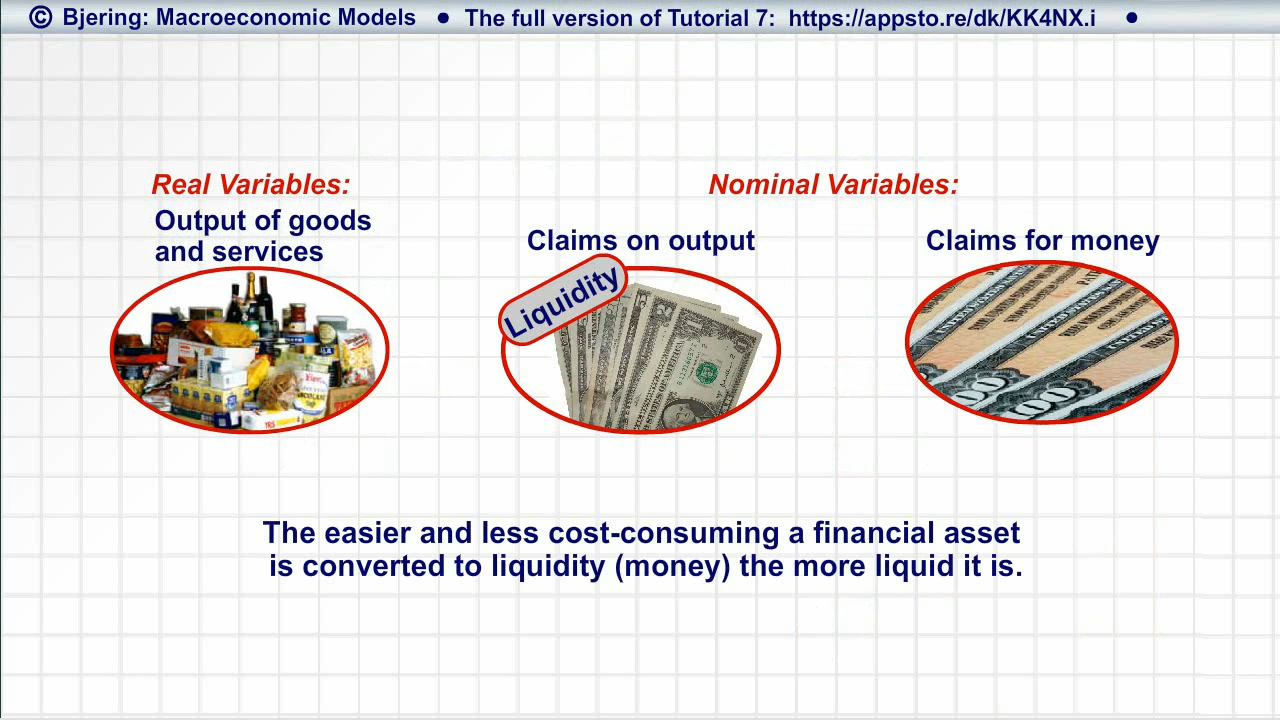 © Bjering: Macroeconomic Models • The full version of Tutorial 7: https://appsto.re/dk/KK4NX.i •
Real Variables:
Nominal Variables:
Output of goods
and services
Claims on output
Claims for money
Liquidity
The easier and less cost-consuming a financial asset
is converted to liquidity (money) the more liquid it is.